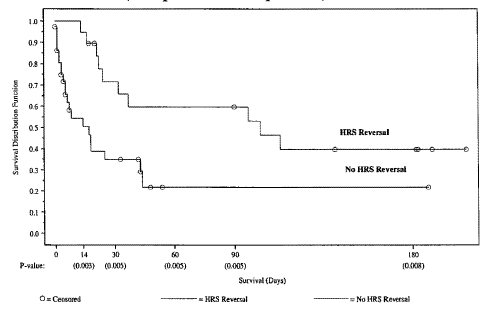 1.0
0.9
0.8
0.7
0.6
0.5
0.4
0.3
0.2
0.1
0.0
Survival Distribution Function
HRS Reversal
No HRS Reversal
0 14 30 60 90 180
P-value: (0.003) (0.005) (0.005) (0.005) (0.008)
Survival (Days)
O = Censored = HRS Reversal = No HRS Reversal